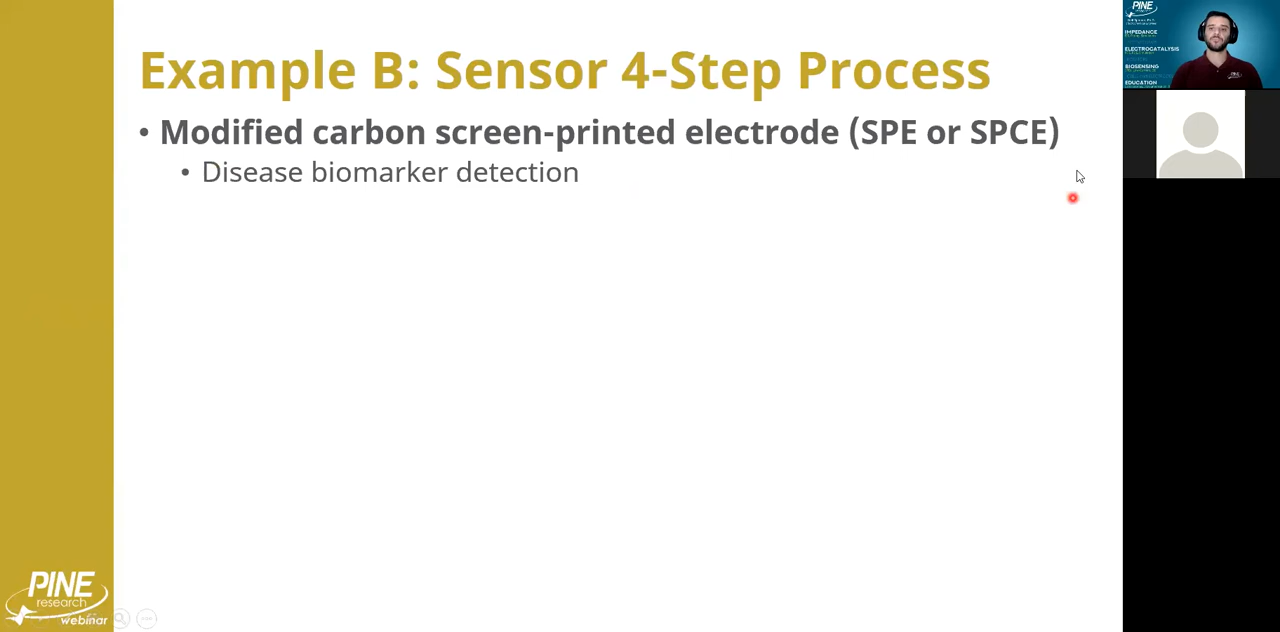 Example B: Sensor 4-Step Process
• Modified carbon screen-printed electrode (SPE or SPCE)
• Disease biomarker detection
PINE
research
webinar
PINE
IMPEDANCE
ELECTROCATALYSIS
BIOSENSING
EDUCATION
PINE